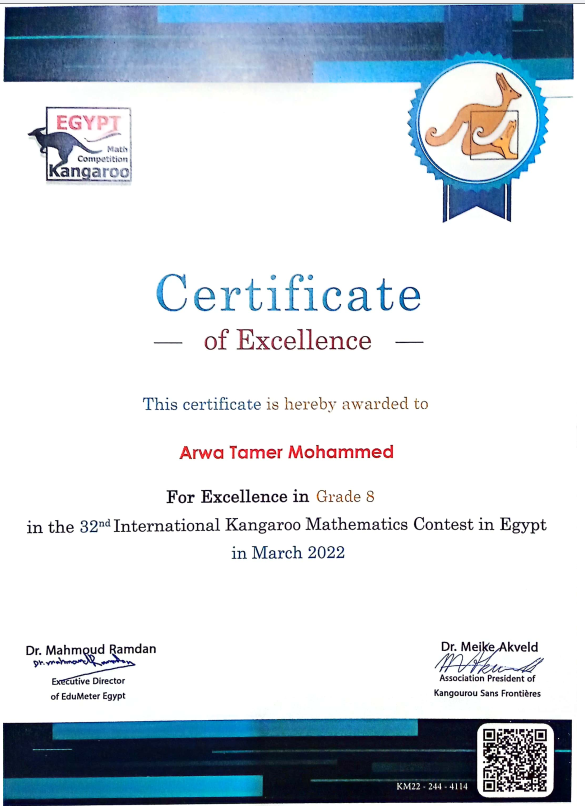 EGYPT
Math
Competition
Kangaroo
Certificate
of Excellence
This certificate is hereby awarded to
Arwa Tamer Mohammed
For Excellence in Grade 8
in the 32nd International Kangaroo Mathematics Contest in Egypt
in March 2022
Dr. Mahmoud Ramdan
Dr. Mahmoud Ramdan
Executive Director
of EduMeter Egypt
Dr. Meike Akveld
Association President of
Kangourou Sans Frontières
KM22 - 244 - 4114